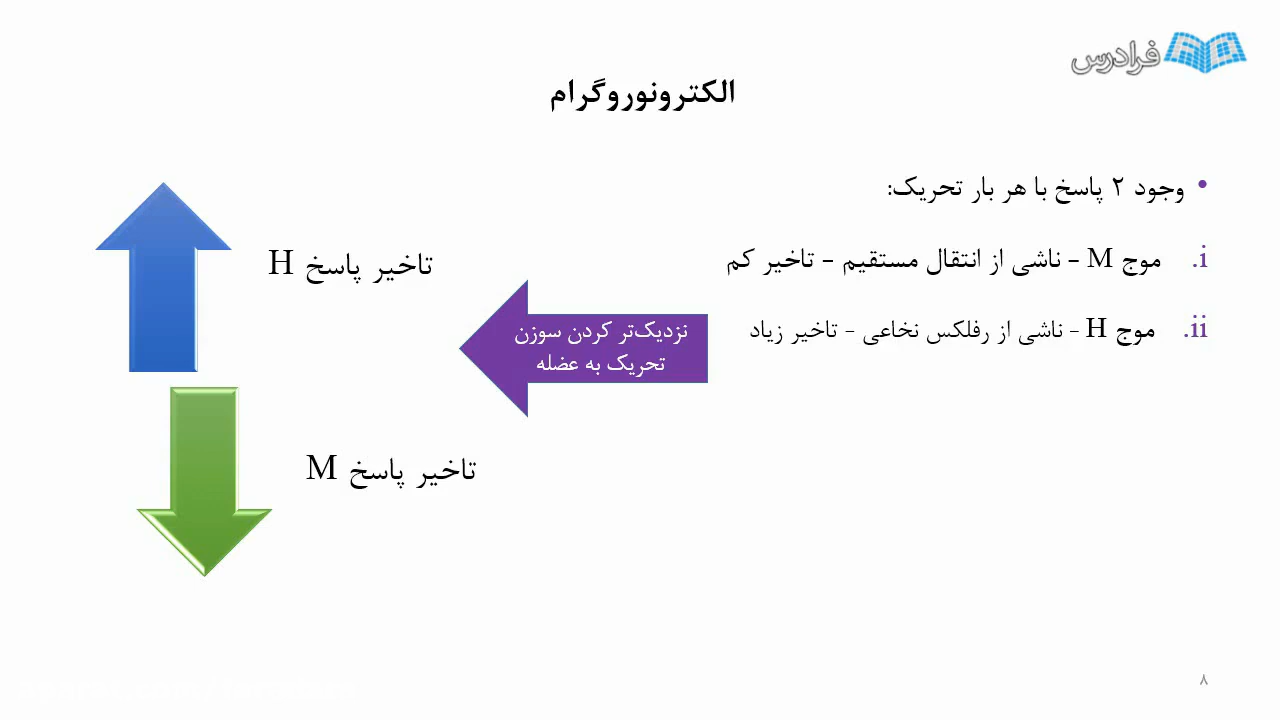 فرادرس
الکترونوروگرام
• وجود ۲ پاسخ با هر بار تحریک:
i. موج M – ناشی از انتقال مستقیم – تاخیر کم
ii. موج H – ناشی از رفلکس نخاعی – تاخیر زیاد
نزدیک‌تر کردن سوزن
تحریک به عضله
تاخیر پاسخ H
تاخیر پاسخ M
۸